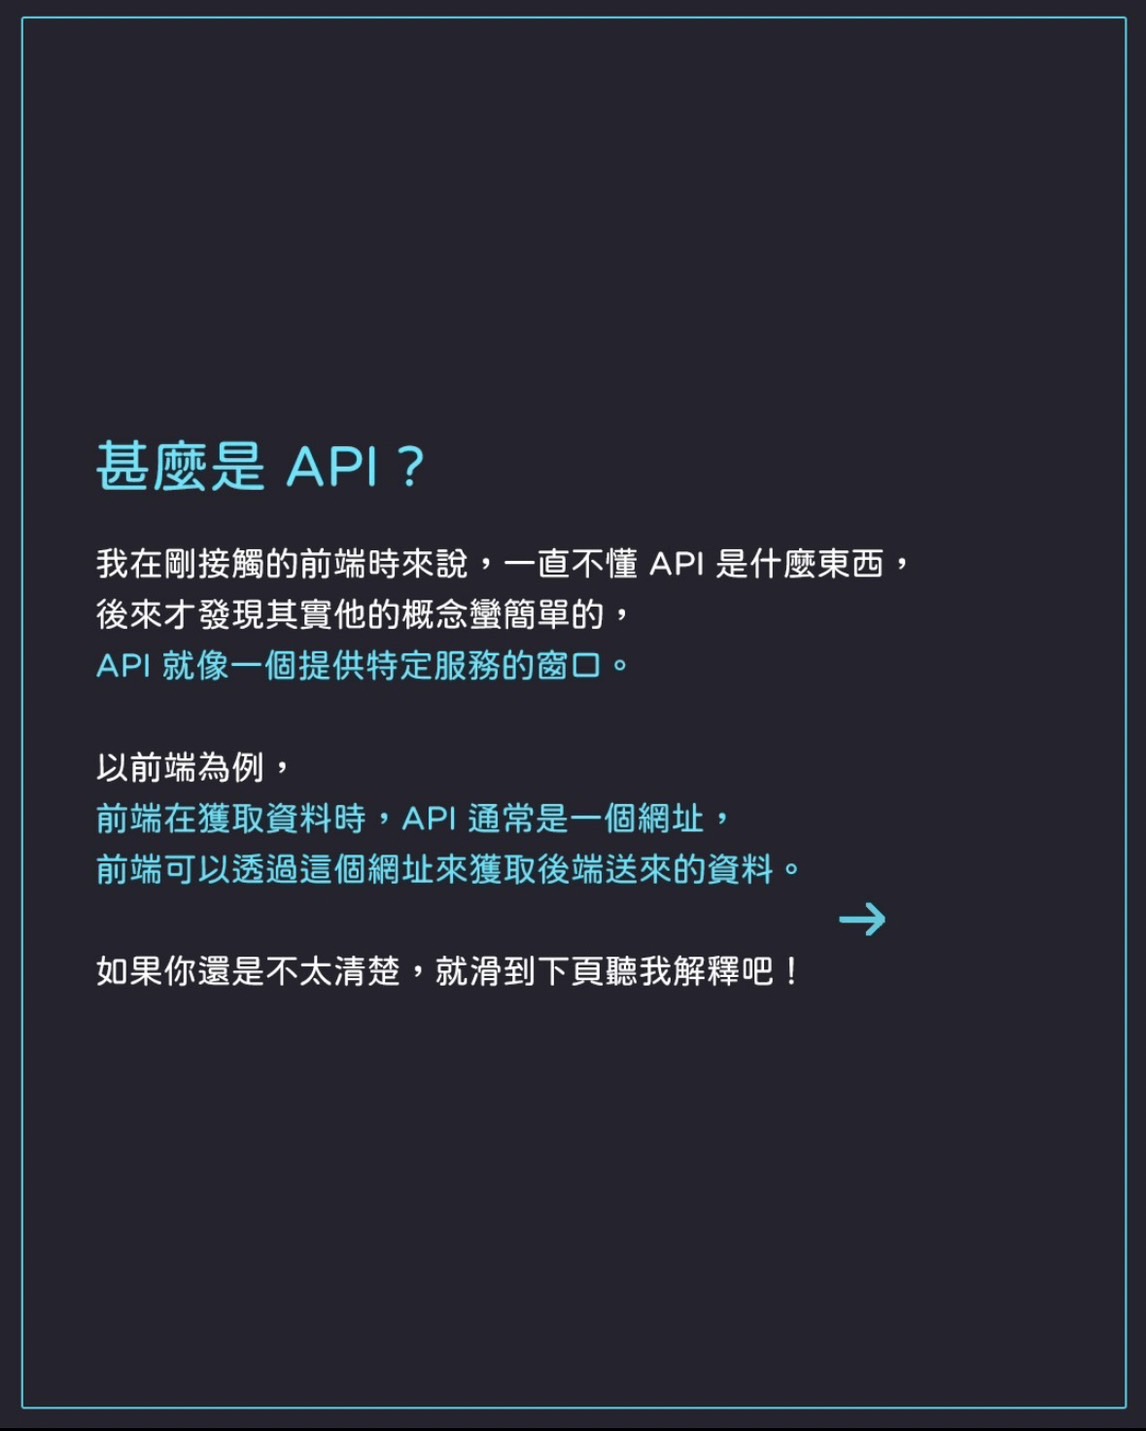 甚麼是 API？
我在剛接觸的前端時來說，一直不懂 API 是什麼東西，
後來才發現其實他的概念蠻簡單的，
API 就像一個提供特定服務的窗口。
以前端為例，
前端在獲取資料時，API 通常是一個網址，
前端可以透過這個網址來獲取後端送來的資料。
→
如果你還是不太清楚，就滑到下頁聽我解釋吧！